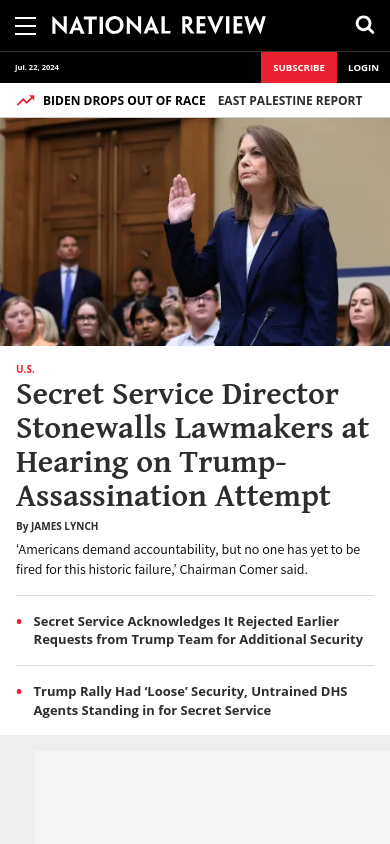 NATIONAL REVIEW
Jul. 22, 2024
SUBSCRIBE
LOGIN
BIDEN DROPS OUT OF RACE EAST PALESTINE REPORT
U.S.
Secret Service Director
Stonewalls Lawmakers at
Hearing on Trump-
Assassination Attempt
By JAMES LYNCH
‘Americans demand accountability, but no one has yet to be
fired for this historic failure,’ Chairman Comer said.
• Secret Service Acknowledges It Rejected Earlier
Requests from Trump Team for Additional Security
• Trump Rally Had ‘Loose’ Security, Untrained DHS
Agents Standing in for Secret Service